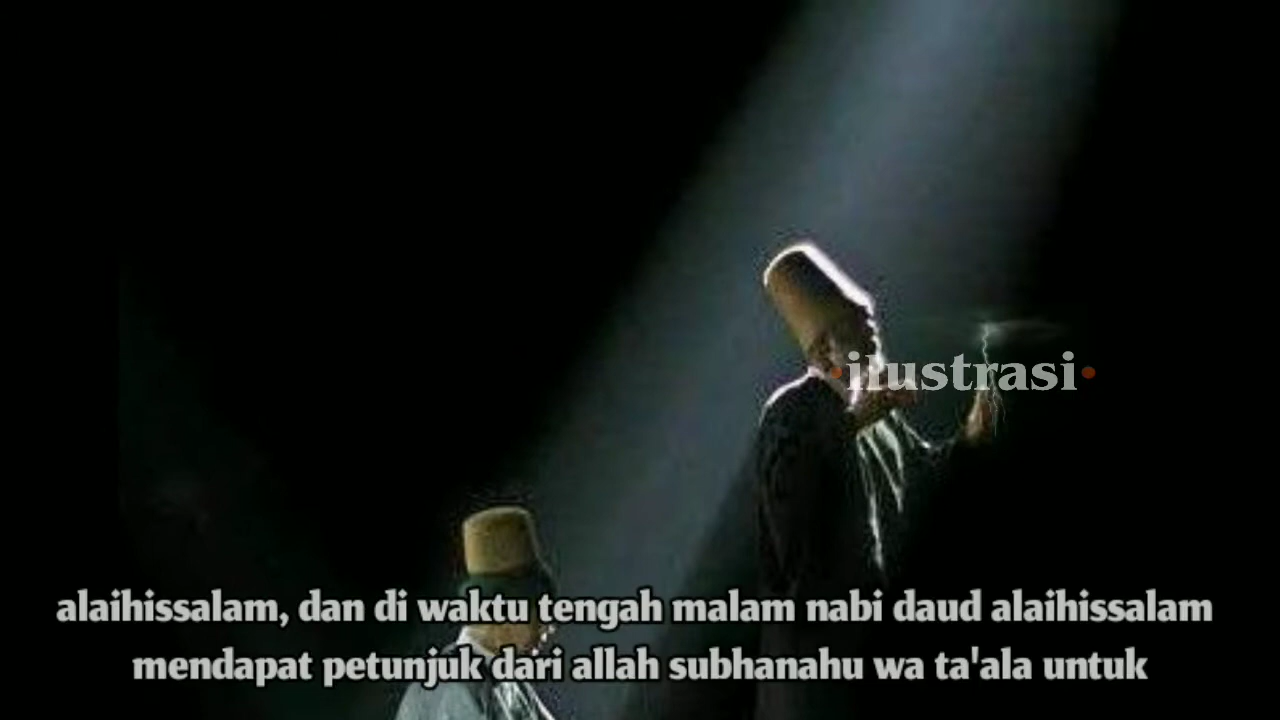 •ilustrasi•
alaihissalam, dan di waktu tengah malam nabi daud alaihissalam
mendapat petunjuk dari allah subhanahu wa ta'ala untuk